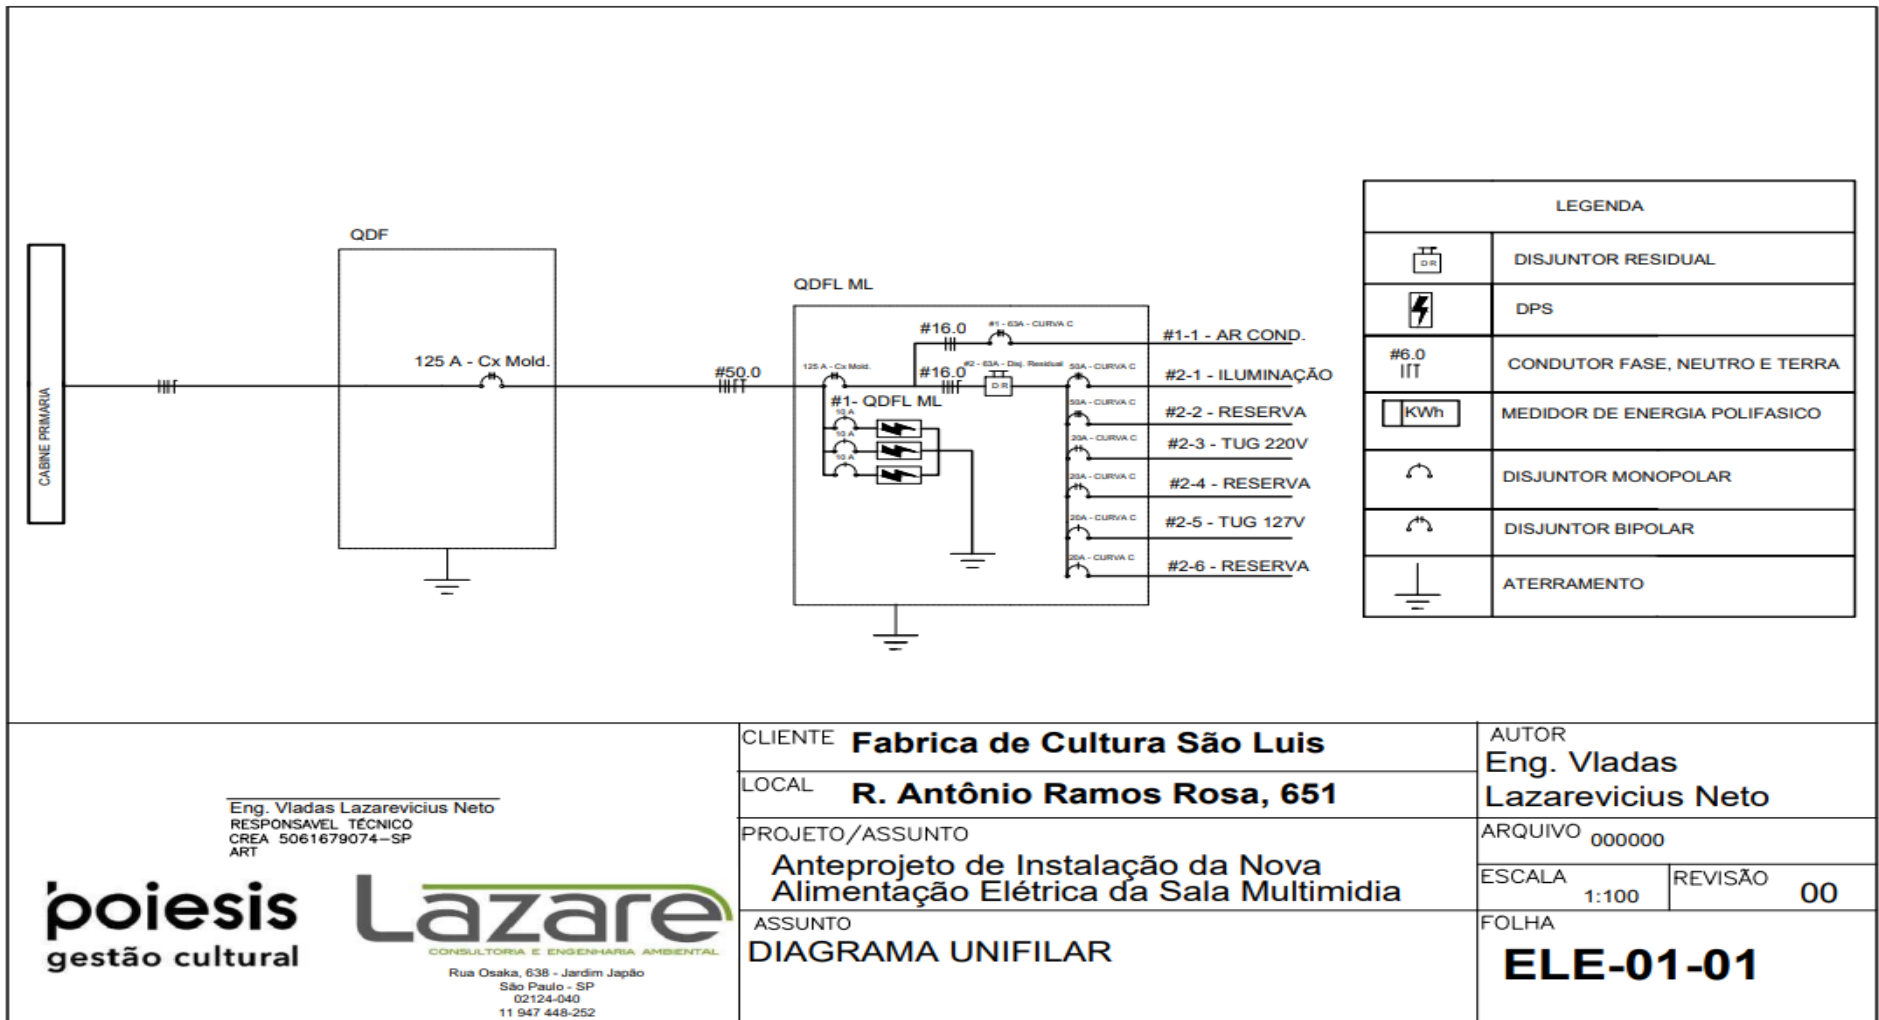 QDF
CABINE PRIMARIA
125 A - Cx Mold.
#50.0
QDFL ML
125 A - Cx Mold.
#16.0
#1 - 63A - CURVA C
#16.0
#2 - 63A - Disj. Residual
D R
#1- QDFL ML
10 A
10 A
10 A
50A - CURVA C
50A - CURVA C
20A - CURVA C
20A - CURVA C
20A - CURVA C
20A - CURVA C
#1-1 - AR COND.
#2-1 - ILUMINAÇÃO
#2-2 - RESERVA
#2-3 - TUG 220V
#2-4 - RESERVA
#2-5 - TUG 127V
#2-6 - RESERVA
LEGENDA
D R
DISJUNTOR RESIDUAL
DPS
#6.0
CONDUTOR FASE, NEUTRO E TERRA
KWh
MEDIDOR DE ENERGIA POLIFASICO
DISJUNTOR MONOPOLAR
DISJUNTOR BIPOLAR
ATERRAMENTO
Eng. Vladas Lazarevicius Neto
RESPONSAVEL TÉCNICO
CREA 5061679074-SP
ART
poiesis
gestão cultural
Lazare
CONSULTORIA E ENGENHARIA AMBIENTAL
Rua Osaka, 638 - Jardim Japão
São Paulo - SP
02124-040
11 947 448-252
CLIENTE Fabrica de Cultura São Luis
LOCAL R. Antônio Ramos Rosa, 651
PROJETO/ASSUNTO
Anteprojeto de Instalação da Nova
Alimentação Elétrica da Sala Multimidia
ASSUNTO
DIAGRAMA UNIFILAR
AUTOR
Eng. Vladas
Lazarevicius Neto
ARQUIVO 000000
ESCALA 1:100
REVISÃO 00
FOLHA
ELE-01-01